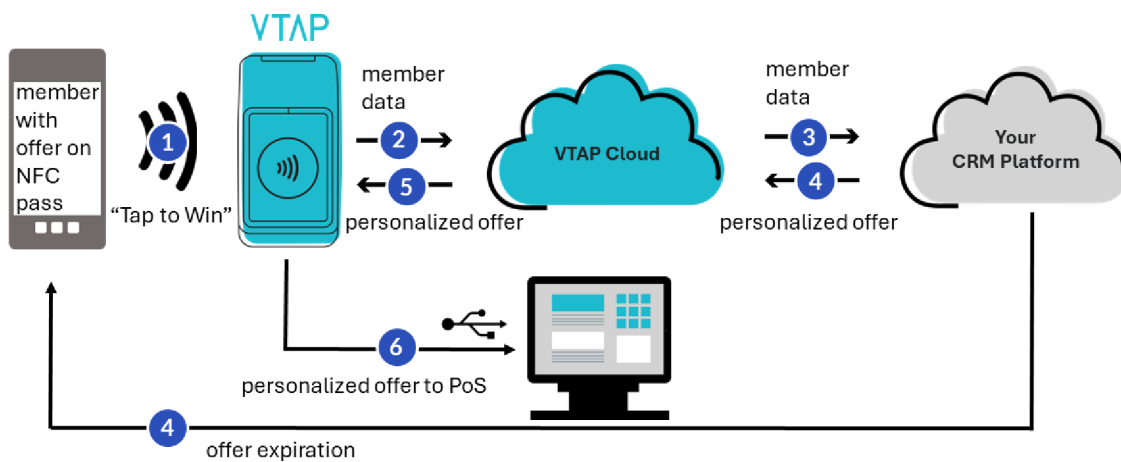 VTAP
member
with
offer on
NFC
pass
1
“Tap to Win”
member
data
2
5
personalized offer
VTAP Cloud
member
data
3
4
personalized offer
Your
CRM Platform
6
personalized offer to PoS
4
offer expiration